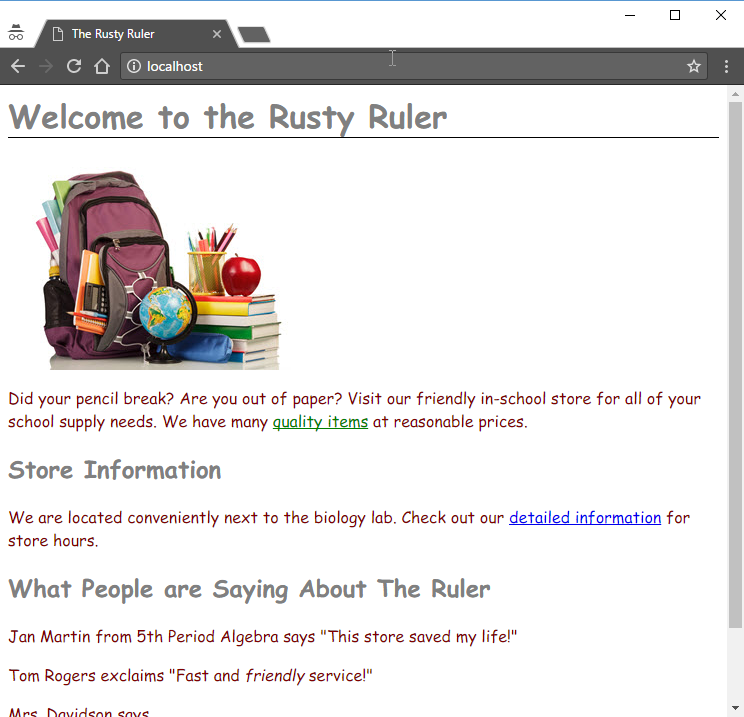 The Rusty Ruler
localhost
Welcome to the Rusty Ruler
Did your pencil break? Are you out of paper? Visit our friendly in-school store for all of your
school supply needs. We have many quality items at reasonable prices.
Store Information
We are located conveniently next to the biology lab. Check out our detailed information for
store hours.
What People are Saying About The Ruler
Jan Martin from 5th Period Algebra says "This store saved my life!"
Tom Rogers exclaims "Fast and friendly service!"
Mrs. Davidson says